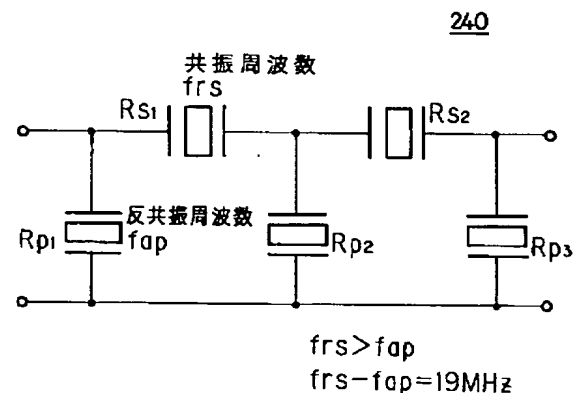 240
共振周波数
frs
Rs1
Rs2
反共振周波数
fap
Rp1
Rp2
Rp3
frs>fap
frs-fap=19MHz